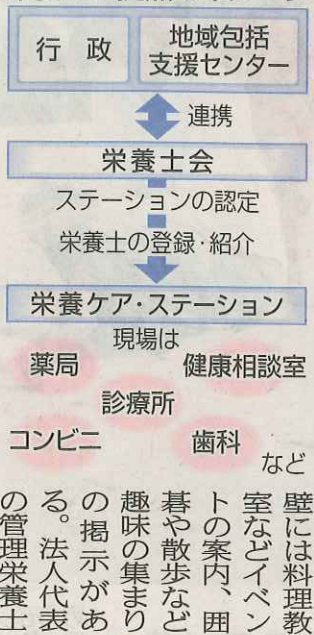 行政
地域包括
支援センター
連携
栄養士会
ステーションの認定
栄養士の登録・紹介
栄養ケア・ステーション
現場は
薬局
健康相談室
診療所
コンビニ
歯科
など
壁には料理教
室などイベン
トの案内、囲
碁や散歩など
趣味の集まり
の掲示があ
る。法人代表
の管理栄養士